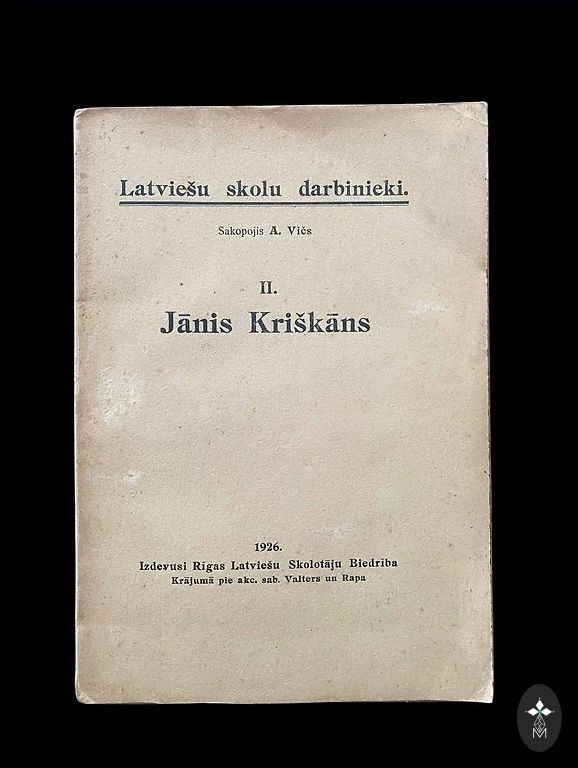 Latviešu skolu darbinieki.
Sakopojis A. Vičs
II.
Jānis Kriškāns
1926.
Izdevusi Rīgas Latviešu Skolotāju Biedrība
Krājumā pie akc. sab. Valters un Rapa
M